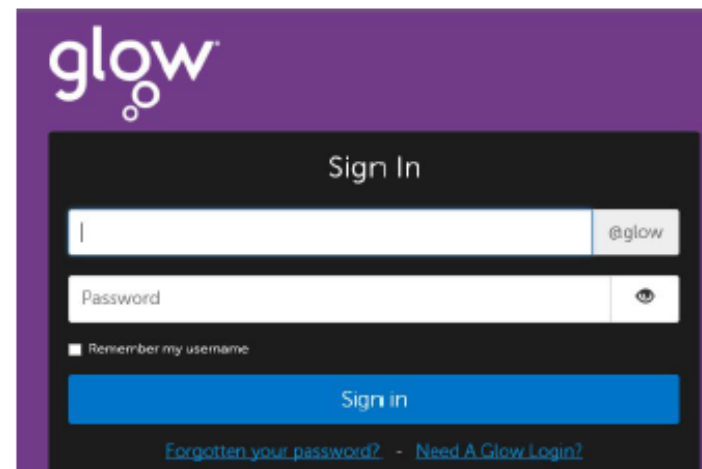 glow
Sign In
@glow
Password
Remember my username
Sign in
Forgotten your password? - Need A Glow Login?